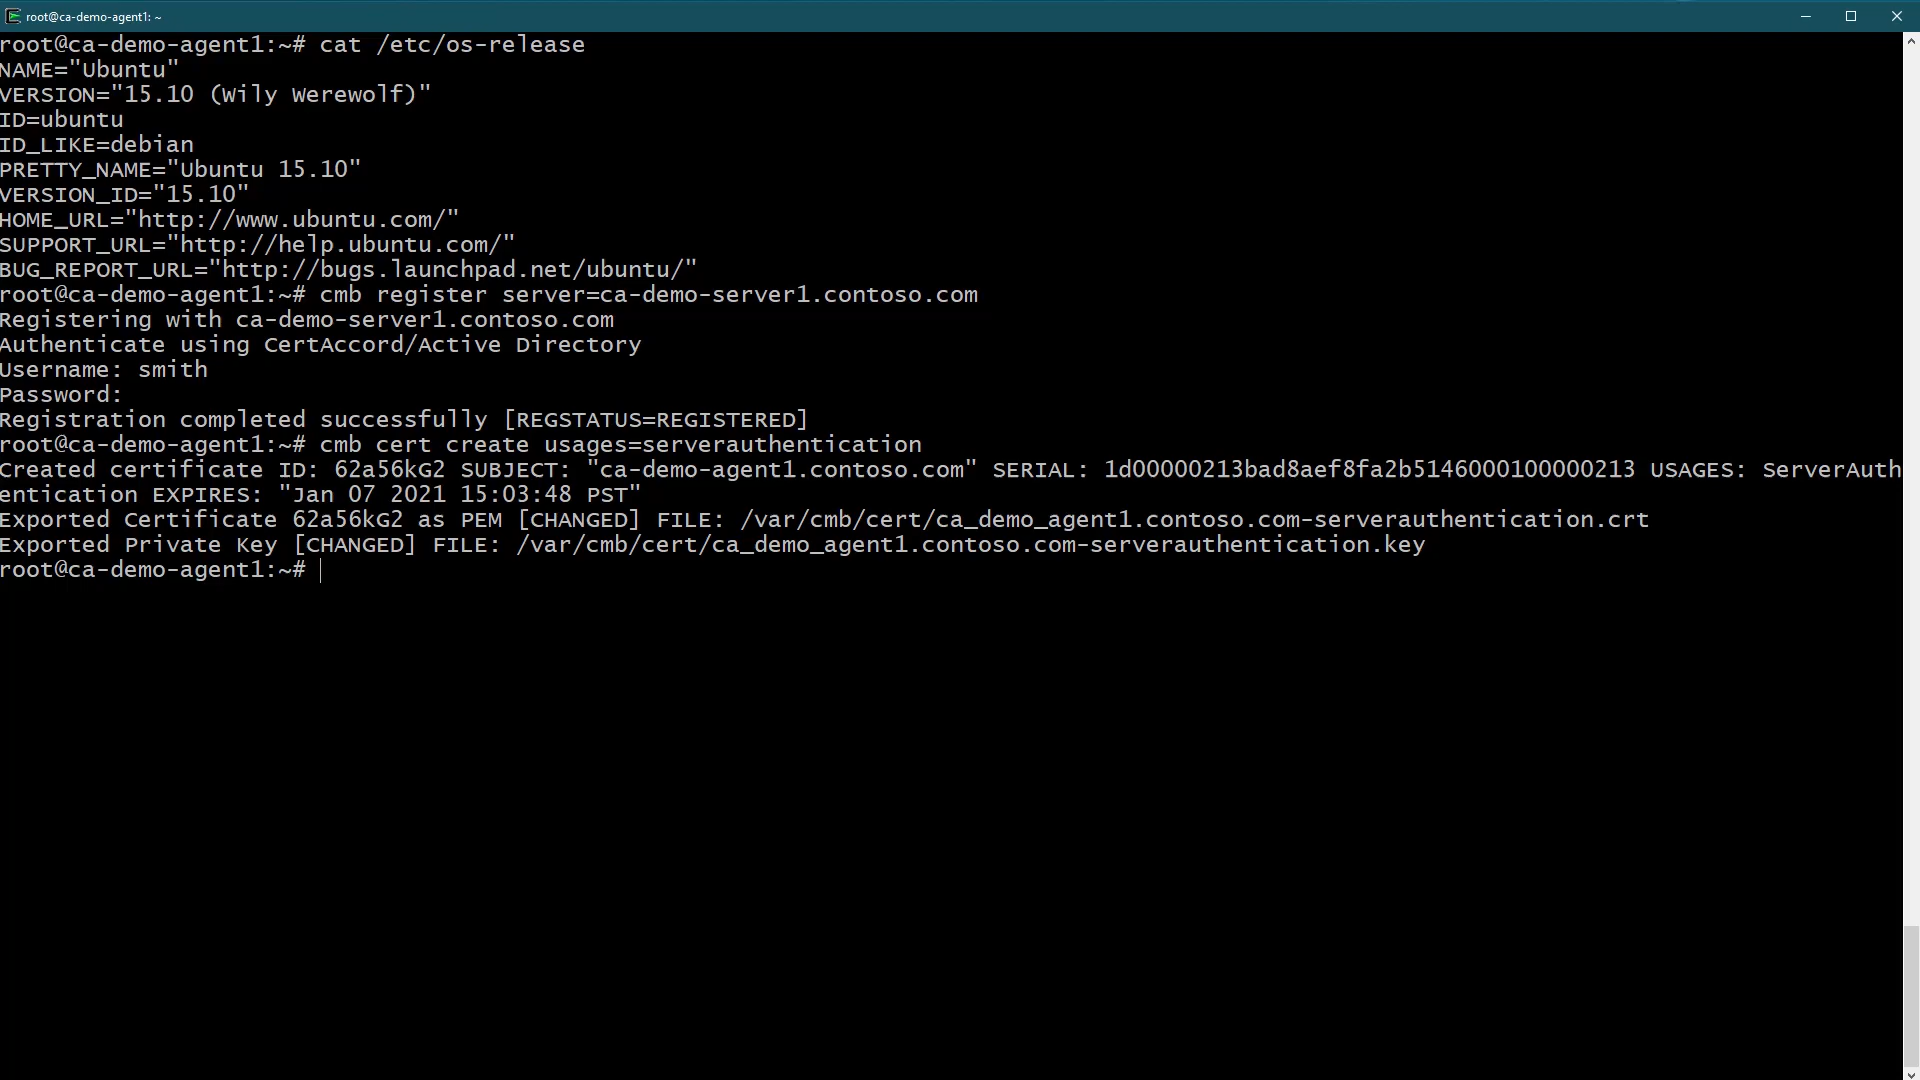 root@ca-demo-agent1: ~
root@ca-demo-agent1:~# cat /etc/os-release
NAME="Ubuntu"
VERSION="15.10 (Wily Werewolf)"
ID=ubuntu
ID_LIKE=debian
PRETTY_NAME="Ubuntu 15.10"
VERSION_ID="15.10"
HOME_URL="http://www.ubuntu.com/"
SUPPORT_URL="http://help.ubuntu.com/"
BUG_REPORT_URL="http://bugs.launchpad.net/ubuntu/"
root@ca-demo-agent1:~# cmb register server=ca-demo-server1.contoso.com
Registering with ca-demo-server1.contoso.com
Authenticate using CertAccord/Active Directory
Username: smith
Password:
Registration completed successfully [REGSTATUS=REGISTERED]
root@ca-demo-agent1:~# cmb cert create usages=serverauthentication
Created certificate ID: 62a56kG2 SUBJECT: "ca-demo-agent1.contoso.com" SERIAL: 1d00000213bad8aef8fa2b5146000100000213 USAGES: ServerAuth
entication EXPIRES: "Jan 07 2021 15:03:48 PST"
Exported Certificate 62a56kG2 as PEM [CHANGED] FILE: /var/cmb/cert/ca_demo_agent1.contoso.com-serverauthentication.crt
Exported Private Key [CHANGED] FILE: /var/cmb/cert/ca_demo_agent1.contoso.com-serverauthentication.key
root@ca-demo-agent1:~#